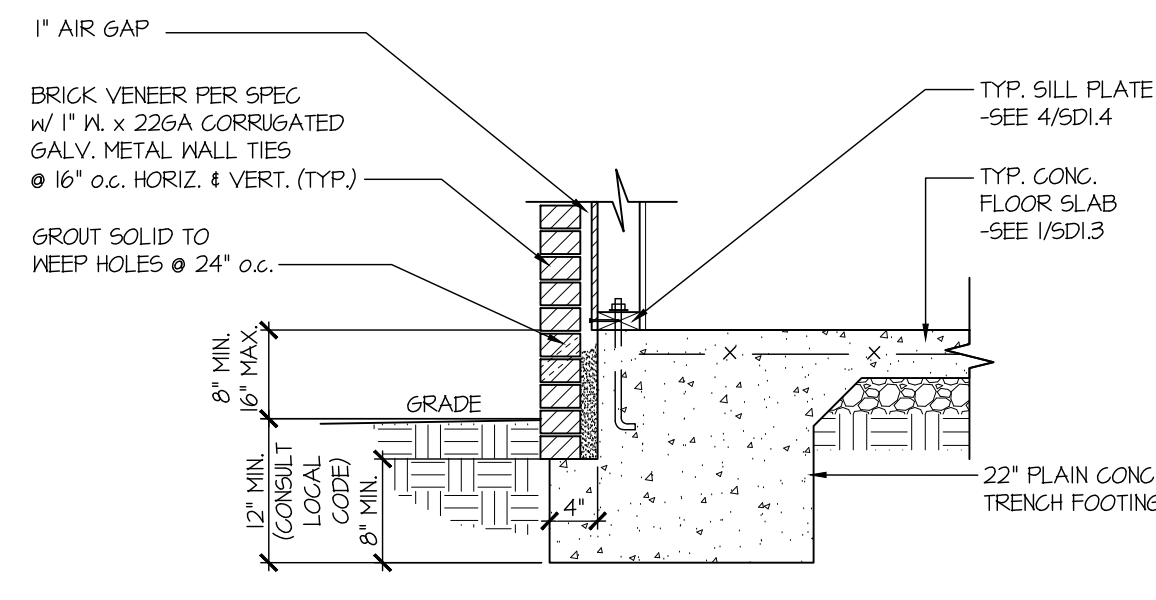 1" AIR GAP
BRICK VENEER PER SPEC
w/ 1" W. x 22GA CORRUGATED
GALV. METAL WALL TIES
@ 16" o.c. HORIZ. & VERT. (TYP.)
GROUT SOLID TO
WEEP HOLES @ 24" o.c.
TYP. SILL PLATE
-SEE 4/SD1.4
TYP. CONC.
FLOOR SLAB
-SEE 1/SD1.3
22" PLAIN CONC
TRENCH FOOTING
8" MIN.
16" MAX.
GRADE
12" MIN.
(CONSULT
LOCAL
CODE)
8" MIN.
4"